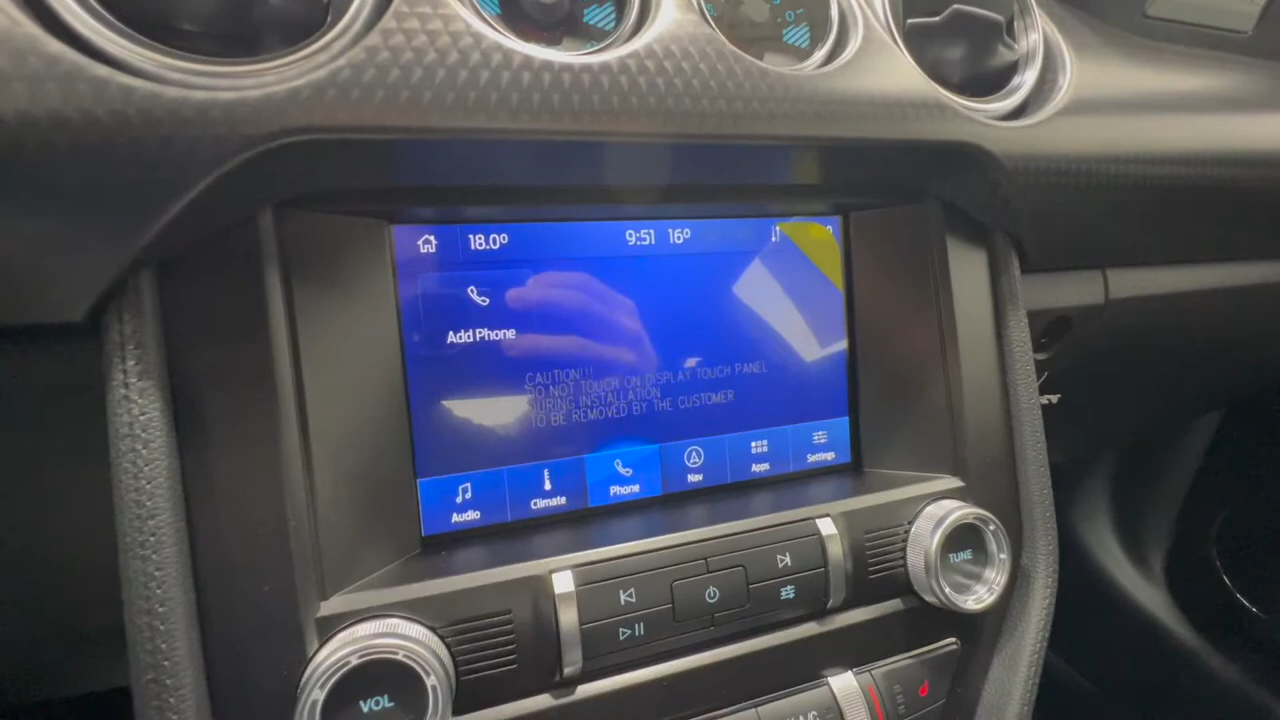 18.0°
9:51 16°
Add Phone
CAUTION!!!
DO NOT TOUCH ON DISPLAY TOUCH PANEL
DURING INSTALLATION
TO BE REMOVED BY THE CUSTOMER
Audio
Climate
Phone
Nav
Apps
Settings
TUNE
VOL
A/C